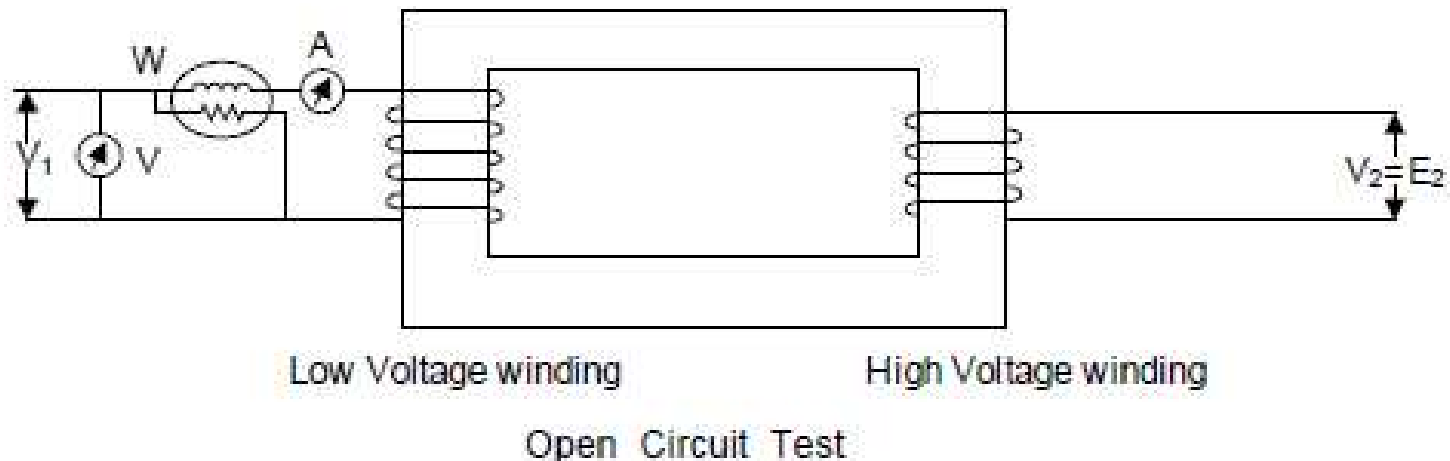 W
A
V₁
V
V₂=E₂
Low Voltage winding
High Voltage winding
Open Circuit Test